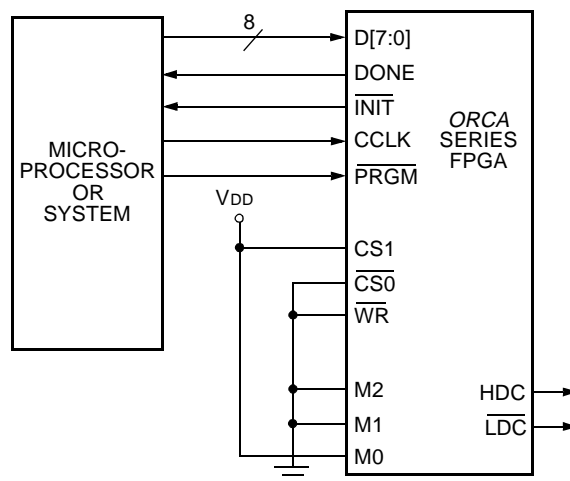 8
D[7:0]
DONE
INIT
CCLK
PRGM
MICRO-
PROCESSOR
OR
SYSTEM
ORCA
SERIES
FPGA
VDD
CS1
CS0
WR
M2
M1
M0
HDC
LDC